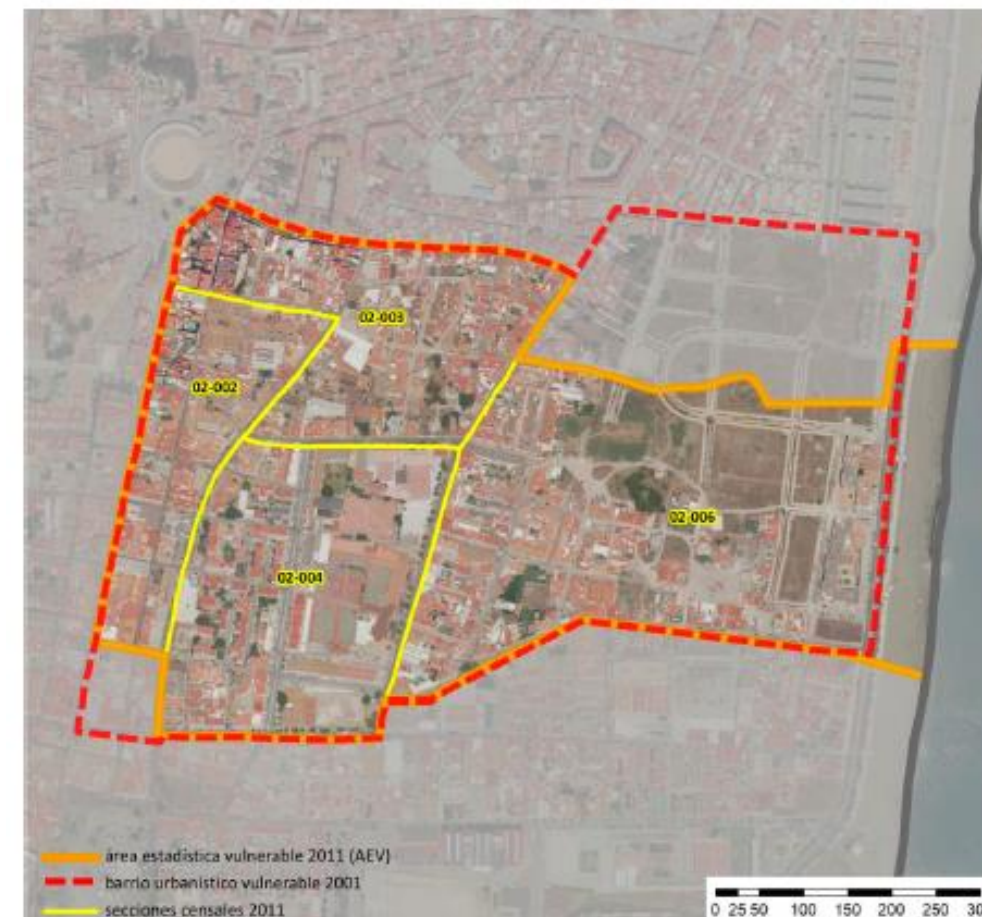 02-003
02-002
02-006
02-004
área estadística vulnerable 2011 (AEV)
barrio urbanístico vulnerable 2001
secciones censales 2011
0 25 50 100 150 200 250 30